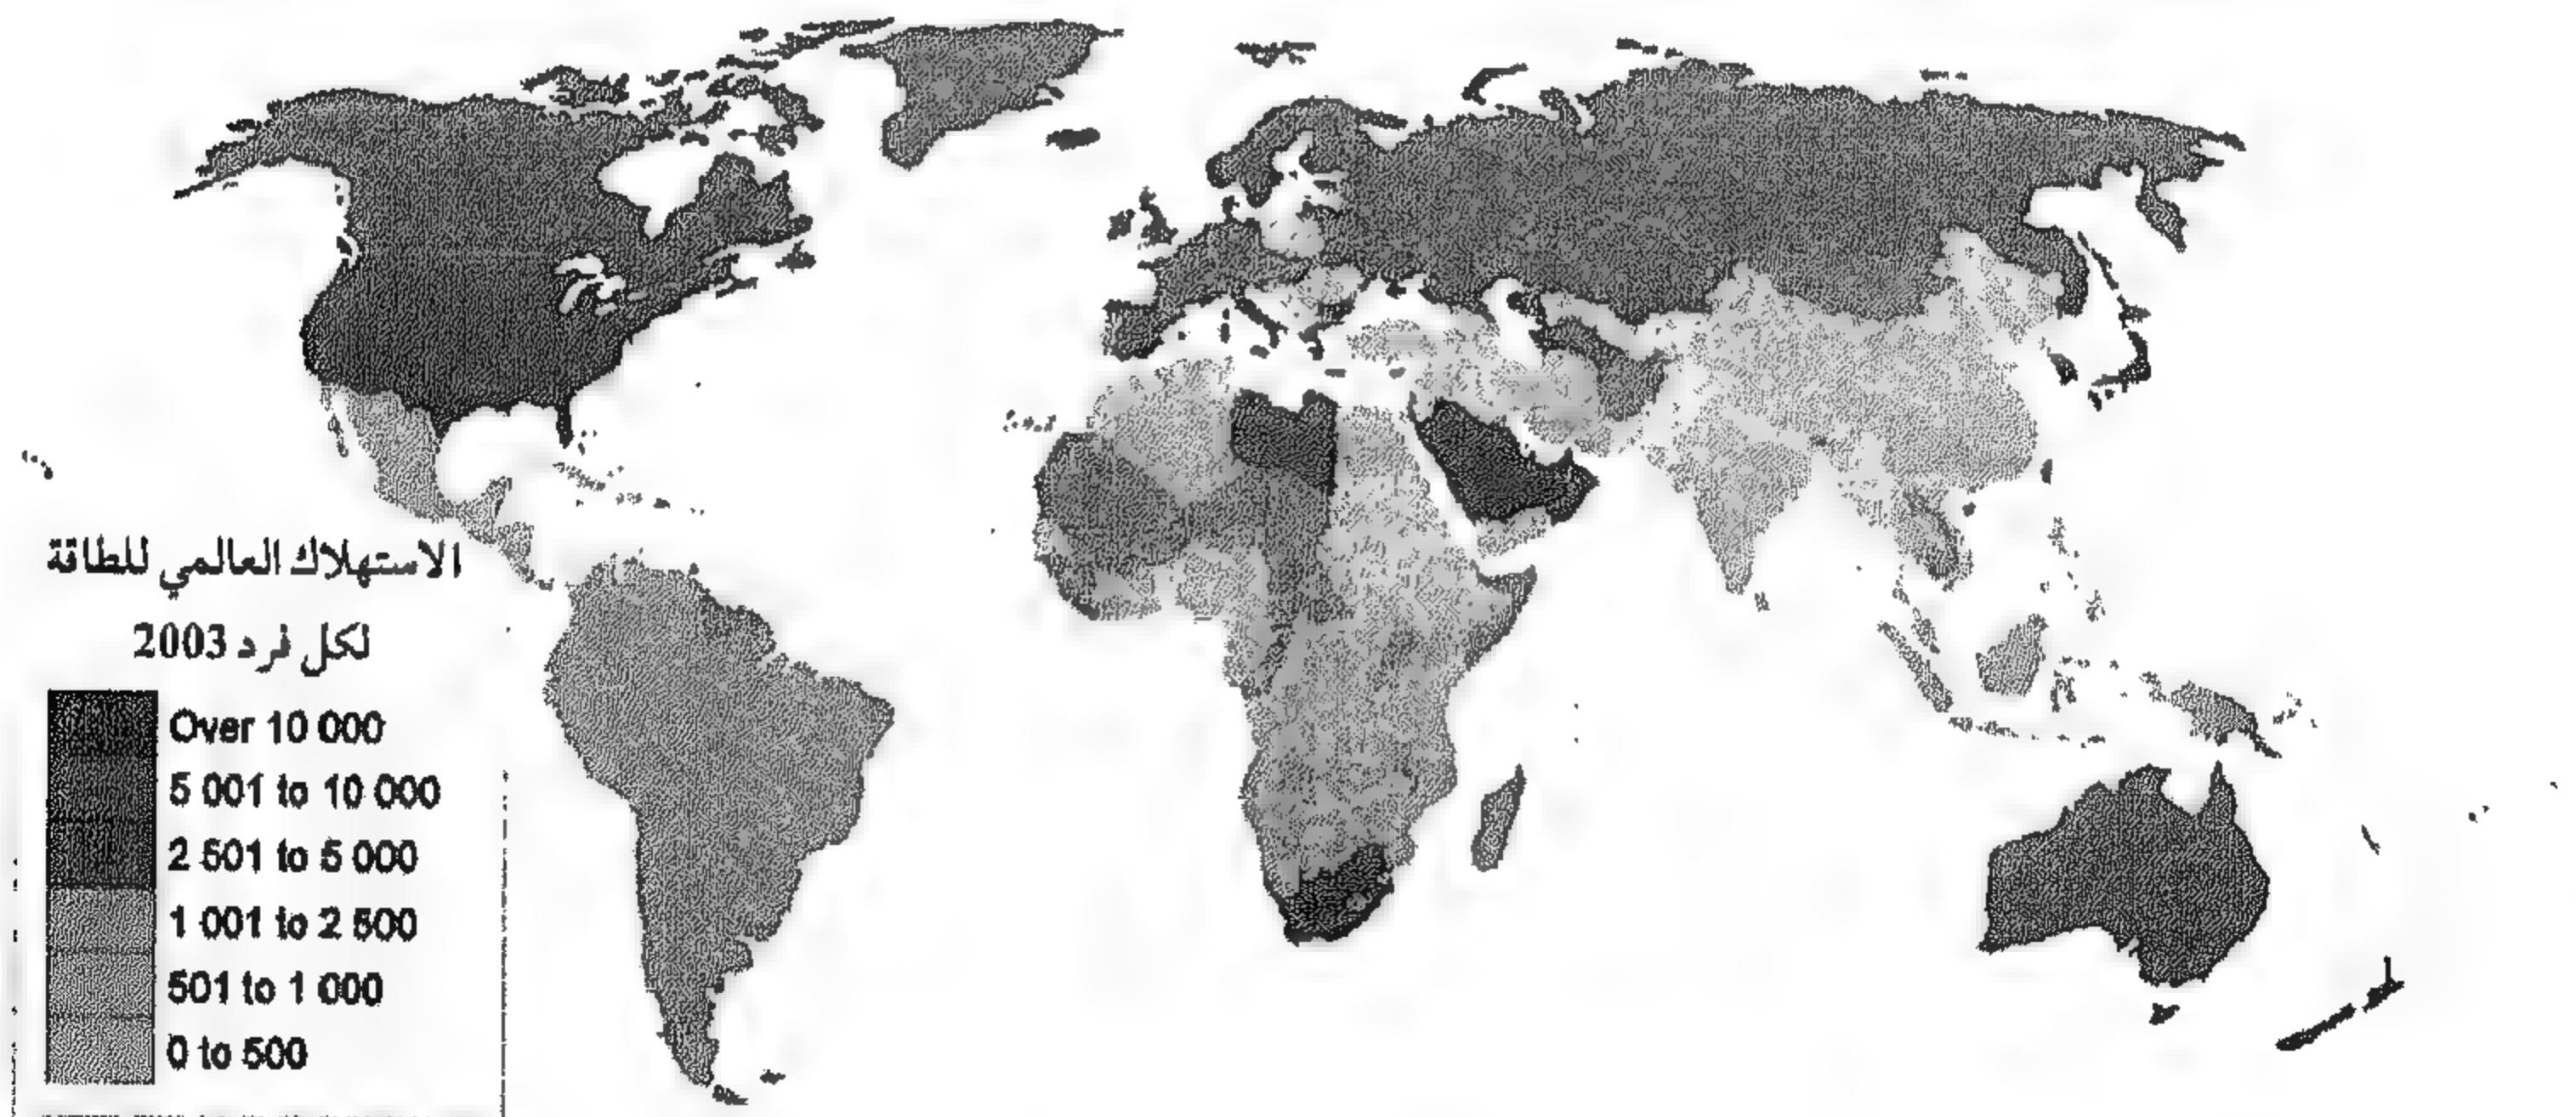 الاستهلاك العالمي للطاقة
لكل فرد 2003
Over 10 000
5 001 to 10 000
2 501 to 5 000
1 001 to 2 500
501 to 1 000
0 to 500